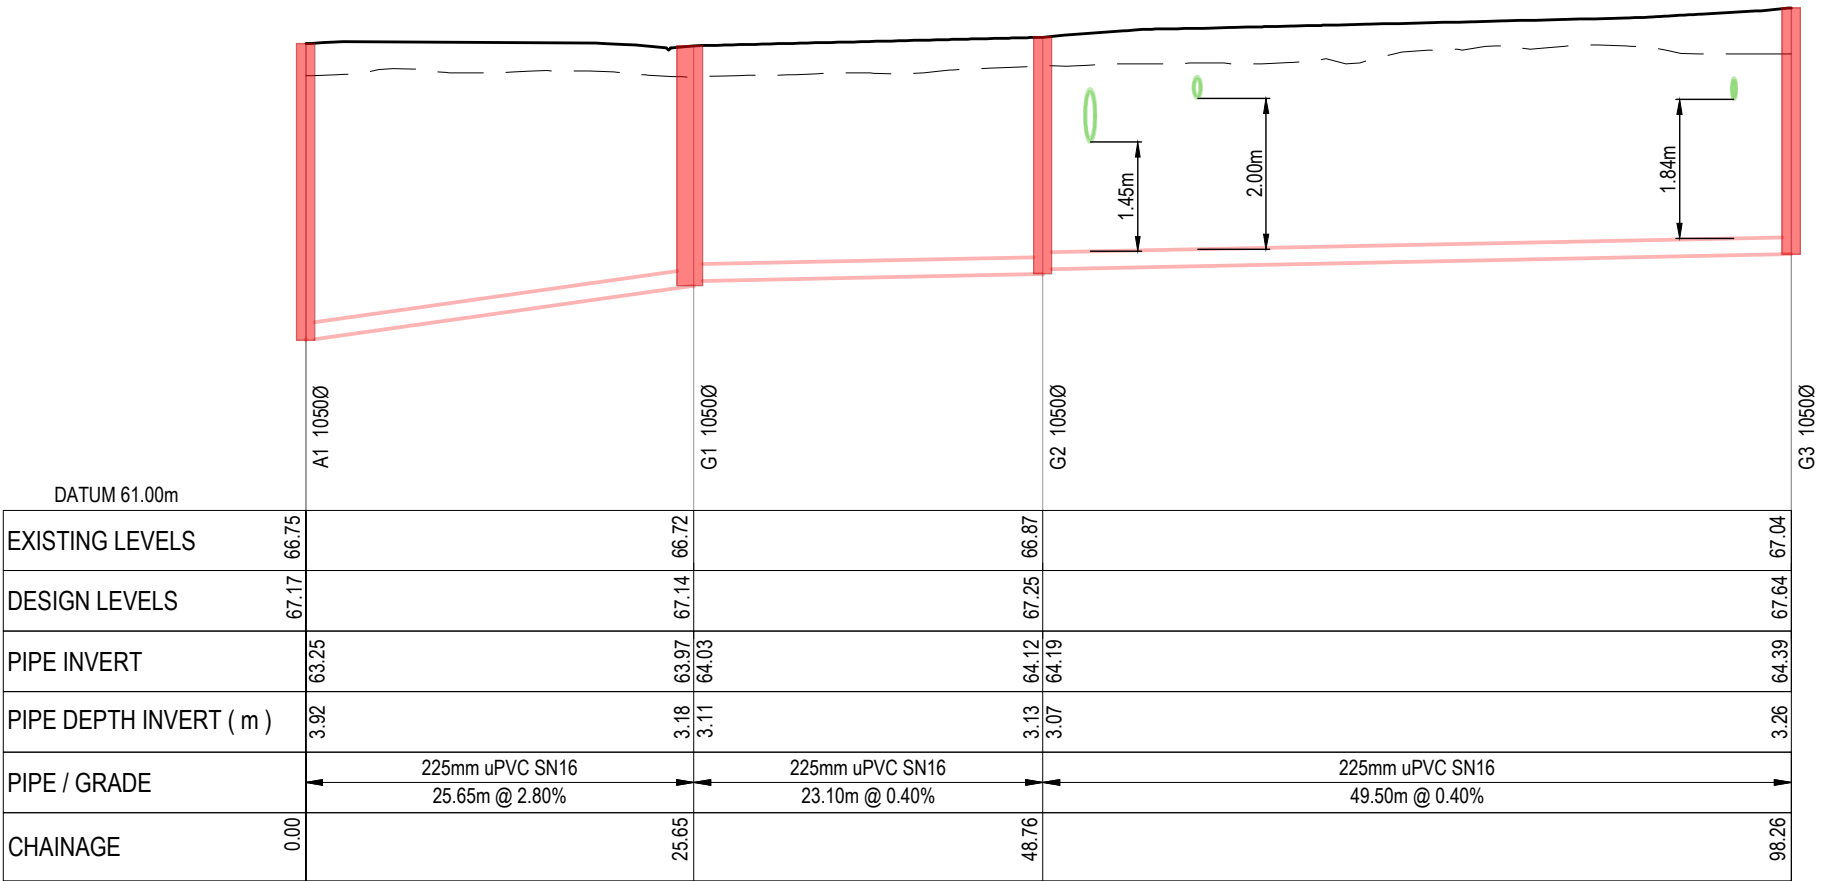 1.45m
2.00m
1.84m
A1 1050Ø
G1 1050Ø
G2 1050Ø
G3 1050Ø
DATUM 61.00m
EXISTING LEVELS 66.75 66.72 66.87 67.04
DESIGN LEVELS 67.17 67.14 67.25 67.64
PIPE INVERT 63.25 63.97 64.03 64.12 64.19 64.39
PIPE DEPTH INVERT ( m ) 3.92 3.18 3.11 3.13 3.07 3.26
PIPE / GRADE
225mm uPVC SN16
25.65m @ 2.80%
225mm uPVC SN16
23.10m @ 0.40%
225mm uPVC SN16
49.50m @ 0.40%
CHAINAGE 0.00 25.65 48.76 98.26